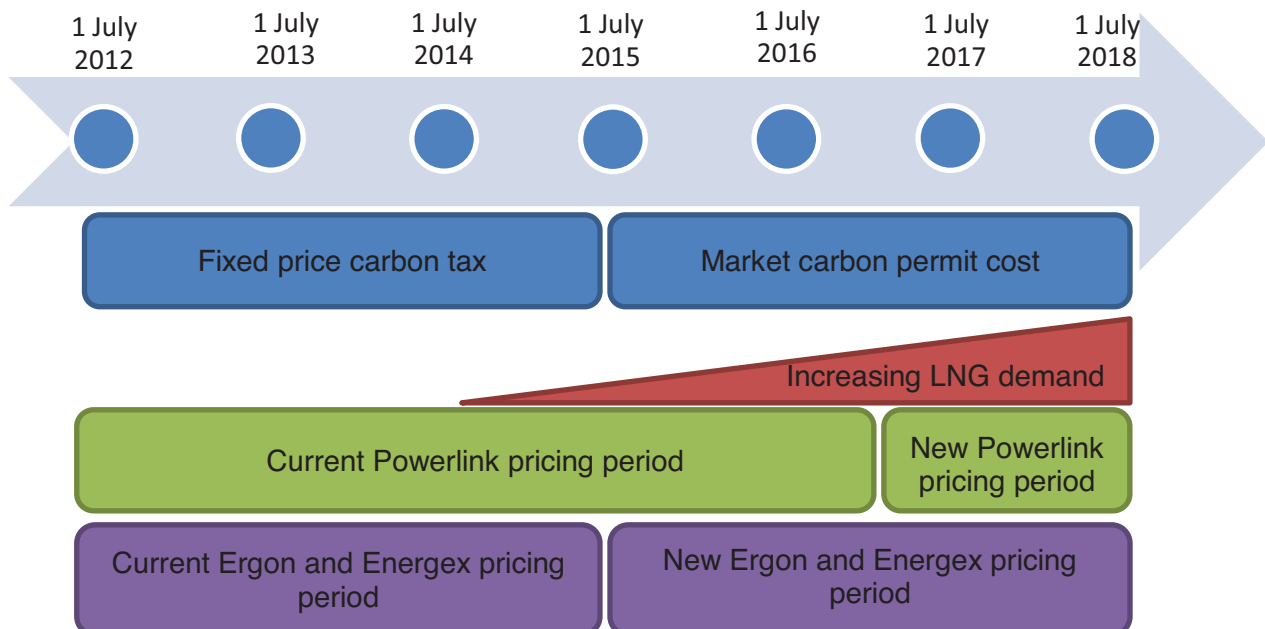 1 July
2012
1 July
2013
1 July
2014
1 July
2015
1 July
2016
1 July
2017
1 July
2018
Fixed price carbon tax
Market carbon permit cost
Increasing LNG demand
Current Powerlink pricing period
New Powerlink
pricing period
Current Ergon and Energex pricing
period
New Ergon and Energex pricing
period